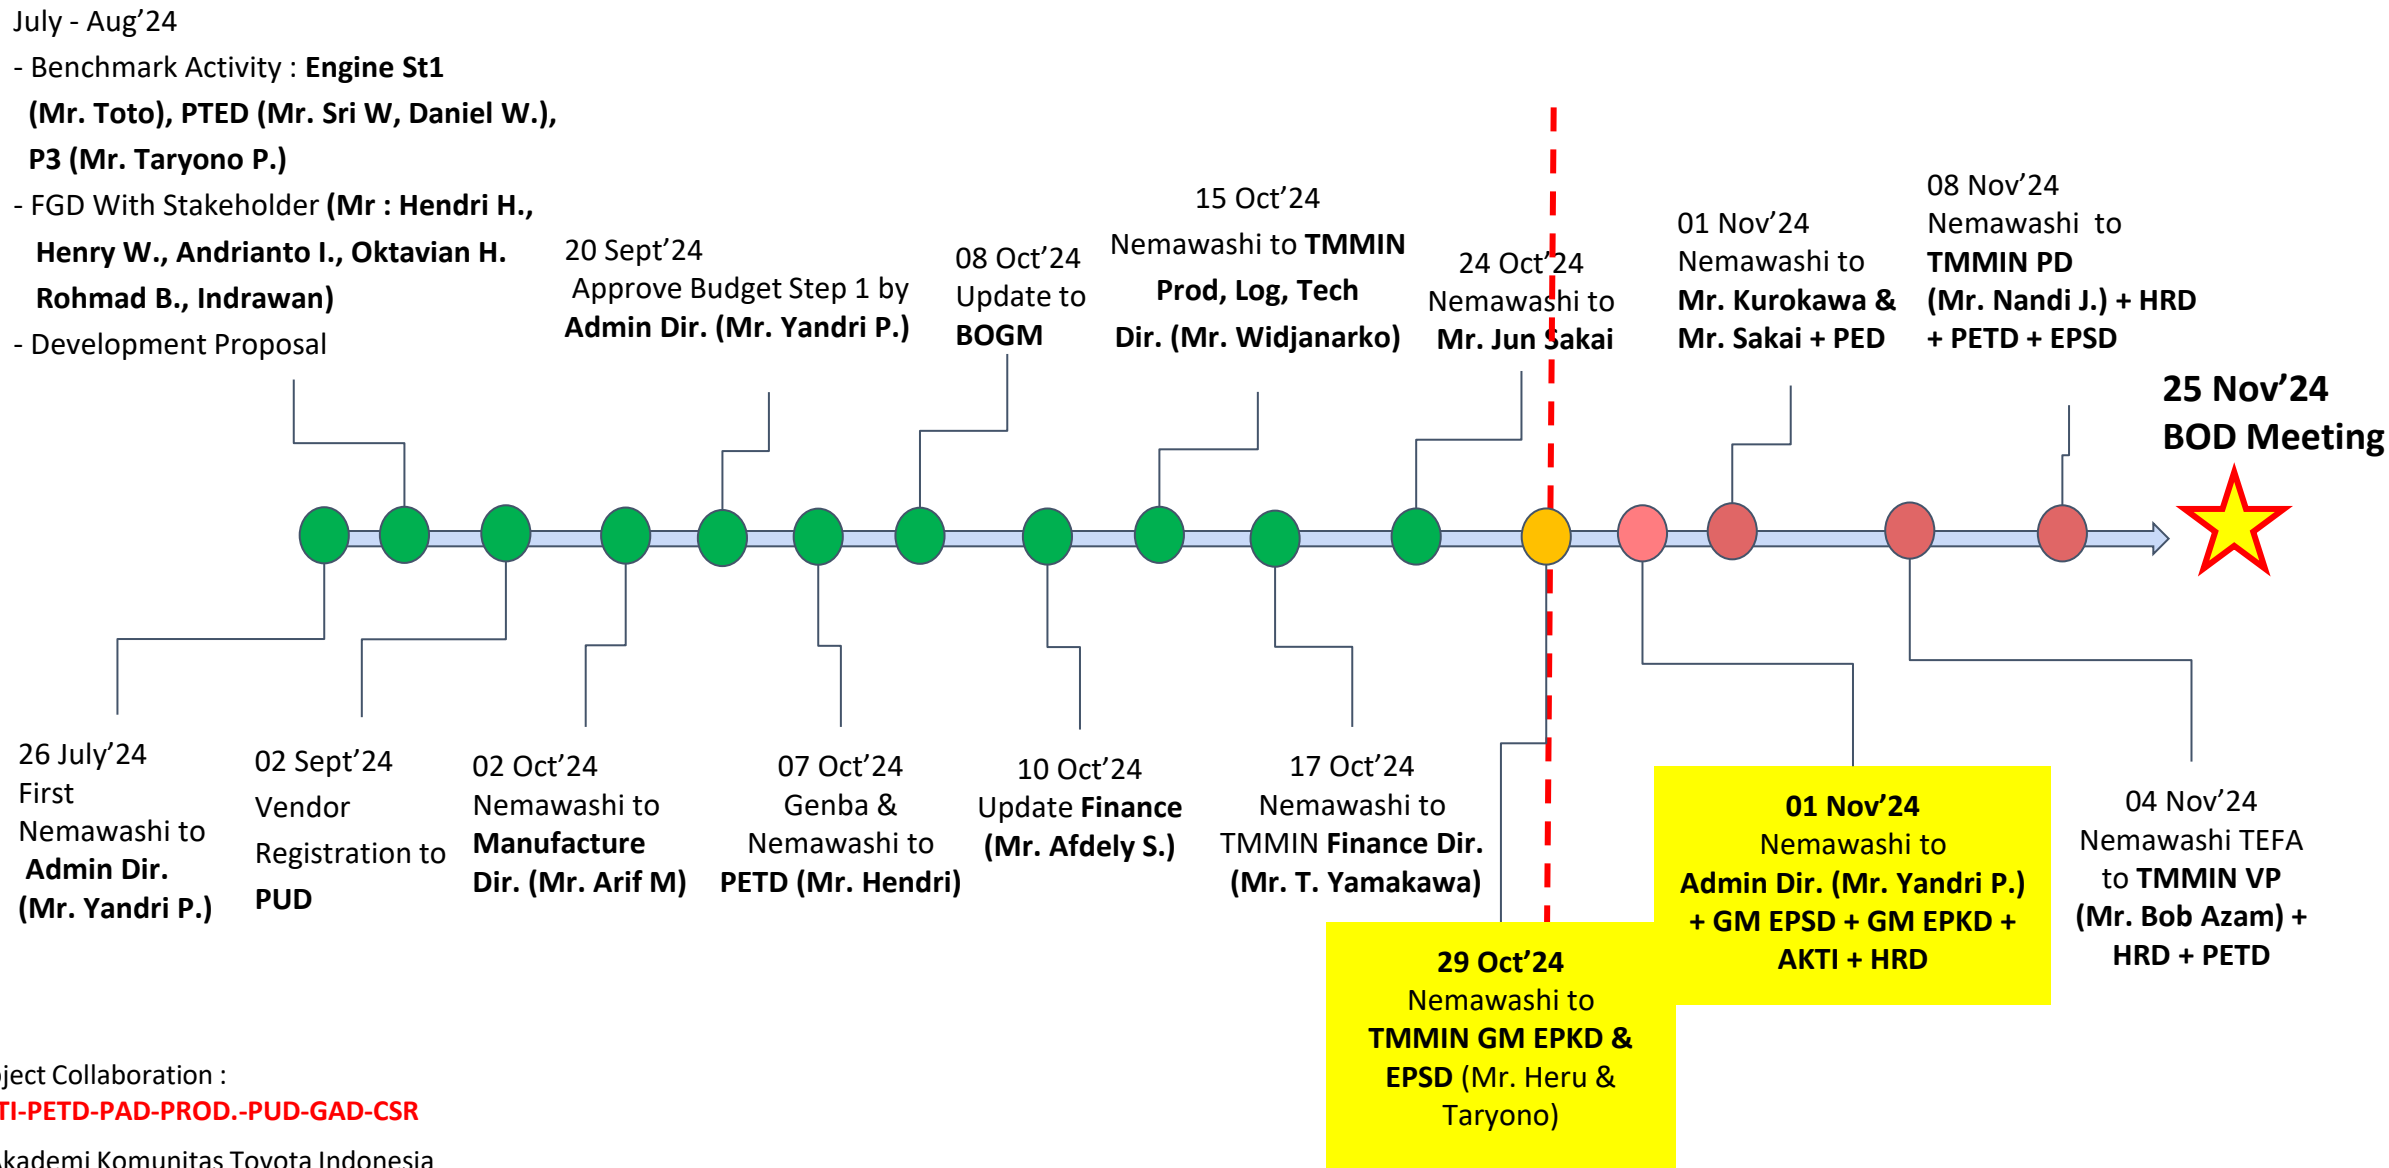 July - Aug’24
- Benchmark Activity : Engine St1
(Mr. Toto), PTED (Mr. Sri W, Daniel W.),
P3 (Mr. Taryono P.)
- FGD With Stakeholder (Mr : Hendri H.,
Henry W., Andrianto I., Oktavian H.
Rohmad B., Indrawan)
- Development Proposal
20 Sept’24
Approve Budget Step 1 by
Admin Dir. (Mr. Yandri P.)
08 Oct’24
Update to
BOGM
15 Oct’24
Nemawashi to TMMIN
Prod, Log, Tech
Dir. (Mr. Widjanarko)
24 Oct’24
Nemawashi to
Mr. Jun Sakai
01 Nov’24
Nemawashi to
Mr. Kurokawa &
Mr. Sakai + PED
08 Nov’24
Nemawashi to
TMMIN PD
(Mr. Nandi J.) + HRD
+ PETD + EPSD
25 Nov’24
BOD Meeting
26 July’24
First
Nemawashi to
Admin Dir.
(Mr. Yandri P.)
02 Sept’24
Vendor
Registration to
PUD
02 Oct’24
Nemawashi to
Manufacture
Dir. (Mr. Arif M)
07 Oct’24
Genba &
Nemawashi to
PETD (Mr. Hendri)
10 Oct’24
Update Finance
(Mr. Afdely S.)
17 Oct’24
Nemawashi to
TMMIN Finance Dir.
(Mr. T. Yamakawa)
29 Oct’24
Nemawashi to
TMMIN GM EPKD &
EPSD (Mr. Heru &
Taryono)
01 Nov’24
Nemawashi to
Admin Dir. (Mr. Yandri P.)
+ GM EPSD + GM EPKD +
AKTI + HRD
04 Nov’24
Nemawashi TEFA
to TMMIN VP
(Mr. Bob Azam) +
HRD + PETD
ject Collaboration :
TI-PETD-PAD-PROD.-PUD-GAD-CSR
Akademi Komunitas Toyota Indonesia